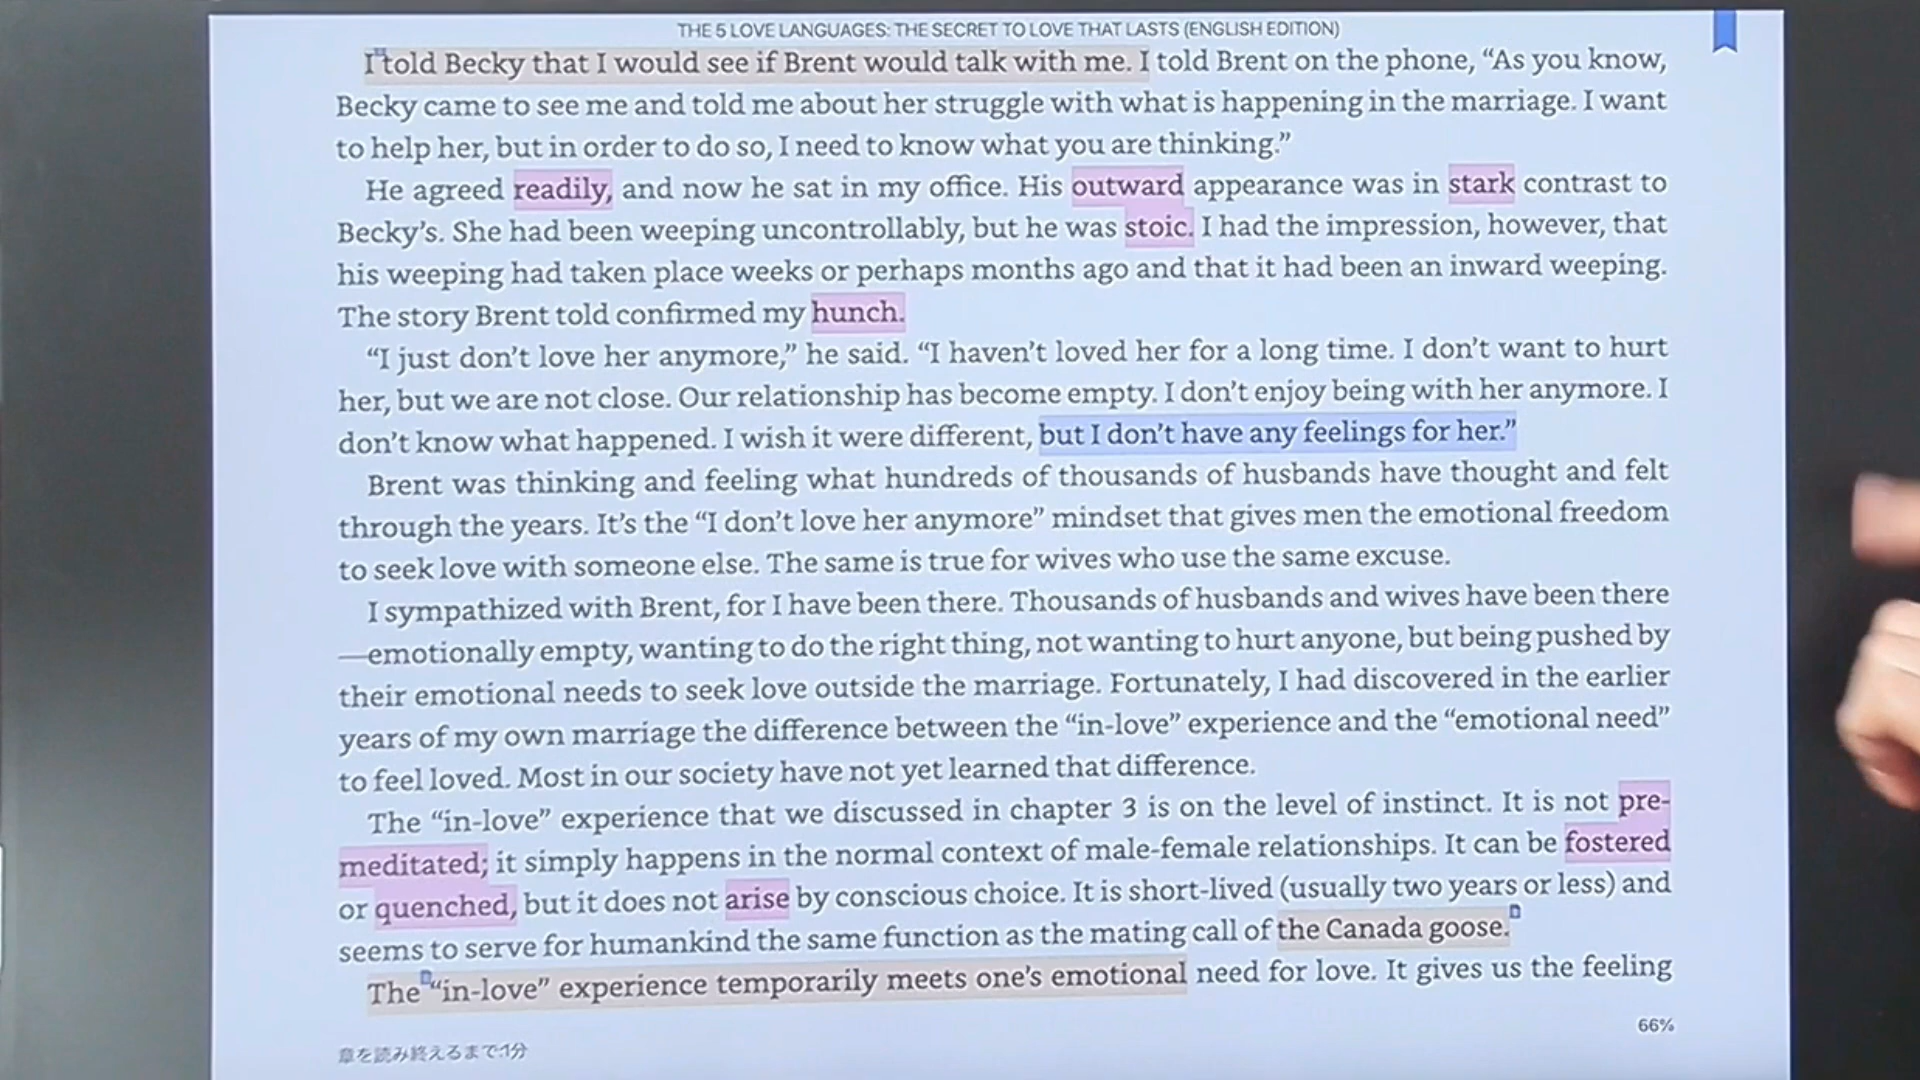 THE 5 LOVE LANGUAGES: THE SECRET TO LOVE THAT LASTS (ENGLISH EDITION)
I told Becky that I would see if Brent would talk with me. I told Brent on the phone, “As you know,
Becky came to see me and told me about her struggle with what is happening in the marriage. I want
to help her, but in order to do so, I need to know what you are thinking.”
He agreed readily, and now he sat in my office. His outward appearance was in stark contrast to
Becky’s. She had been weeping uncontrollably, but he was stoic. I had the impression, however, that
his weeping had taken place weeks or perhaps months ago and that it had been an inward weeping.
The story Brent told confirmed my hunch.
“I just don’t love her anymore,” he said. “I haven’t loved her for a long time. I don’t want to hurt
her, but we are not close. Our relationship has become empty. I don’t enjoy being with her anymore. I
don’t know what happened. I wish it were different, but I don’t have any feelings for her.”
Brent was thinking and feeling what hundreds of thousands of husbands have thought and felt
through the years. It’s the “I don’t love her anymore” mindset that gives men the emotional freedom
to seek love with someone else. The same is true for wives who use the same excuse.
I sympathized with Brent, for I have been there. Thousands of husbands and wives have been there
—emotionally empty, wanting to do the right thing, not wanting to hurt anyone, but being pushed by
their emotional needs to seek love outside the marriage. Fortunately, I had discovered in the earlier
years of my own marriage the difference between the “in-love” experience and the “emotional need”
to feel loved. Most in our society have not yet learned that difference.
The “in-love” experience that we discussed in chapter 3 is on the level of instinct. It is not pre-
meditated; it simply happens in the normal context of male-female relationships. It can be fostered
or quenched, but it does not arise by conscious choice. It is short-lived (usually two years or less) and
seems to serve for humankind the same function as the mating call of the Canada goose.
The “in-love” experience temporarily meets one’s emotional need for love. It gives us the feeling
66%
章を読み終えるまで:1分